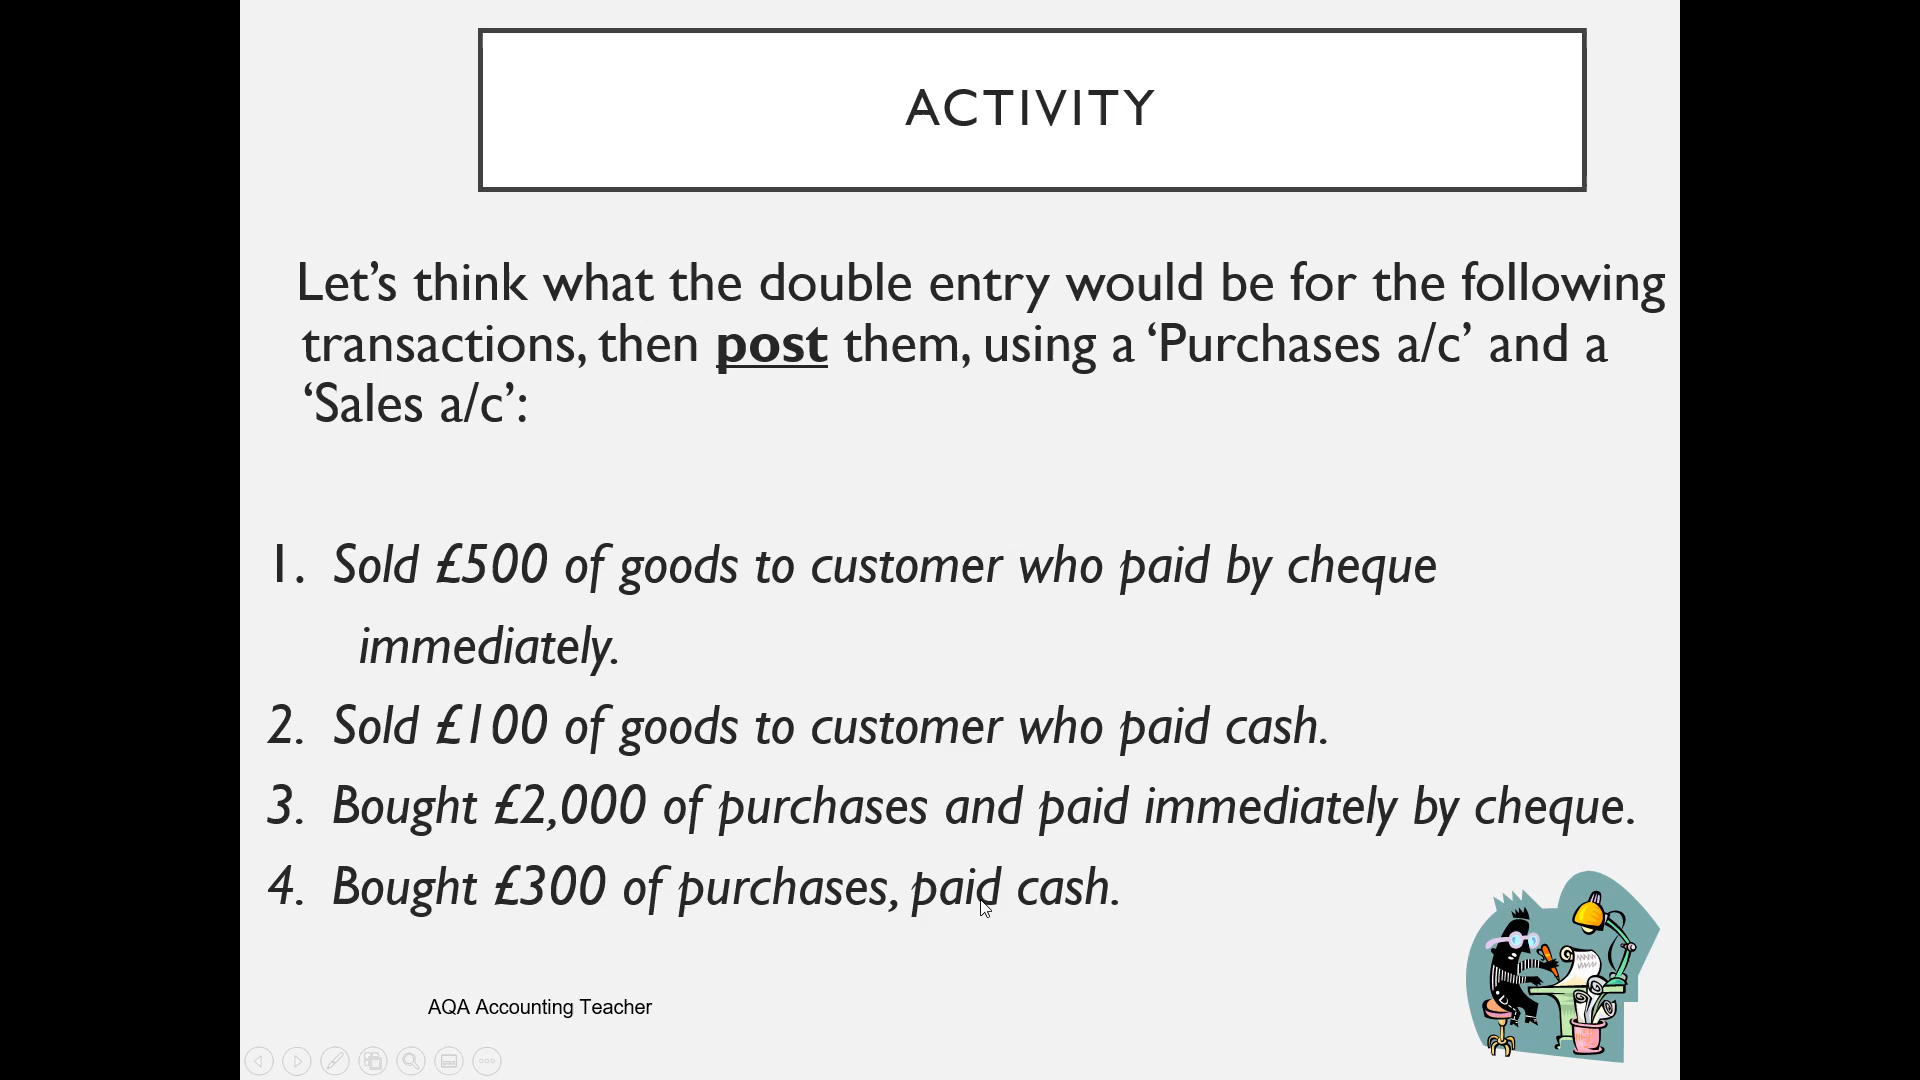 ACTIVITY
Let’s think what the double entry would be for the following
transactions, then post them, using a ‘Purchases a/c’ and a
‘Sales a/c’:
1. Sold £500 of goods to customer who paid by cheque
immediately.
2. Sold £100 of goods to customer who paid cash.
3. Bought £2,000 of purchases and paid immediately by cheque.
4. Bought £300 of purchases, paid cash.
AQA Accounting Teacher